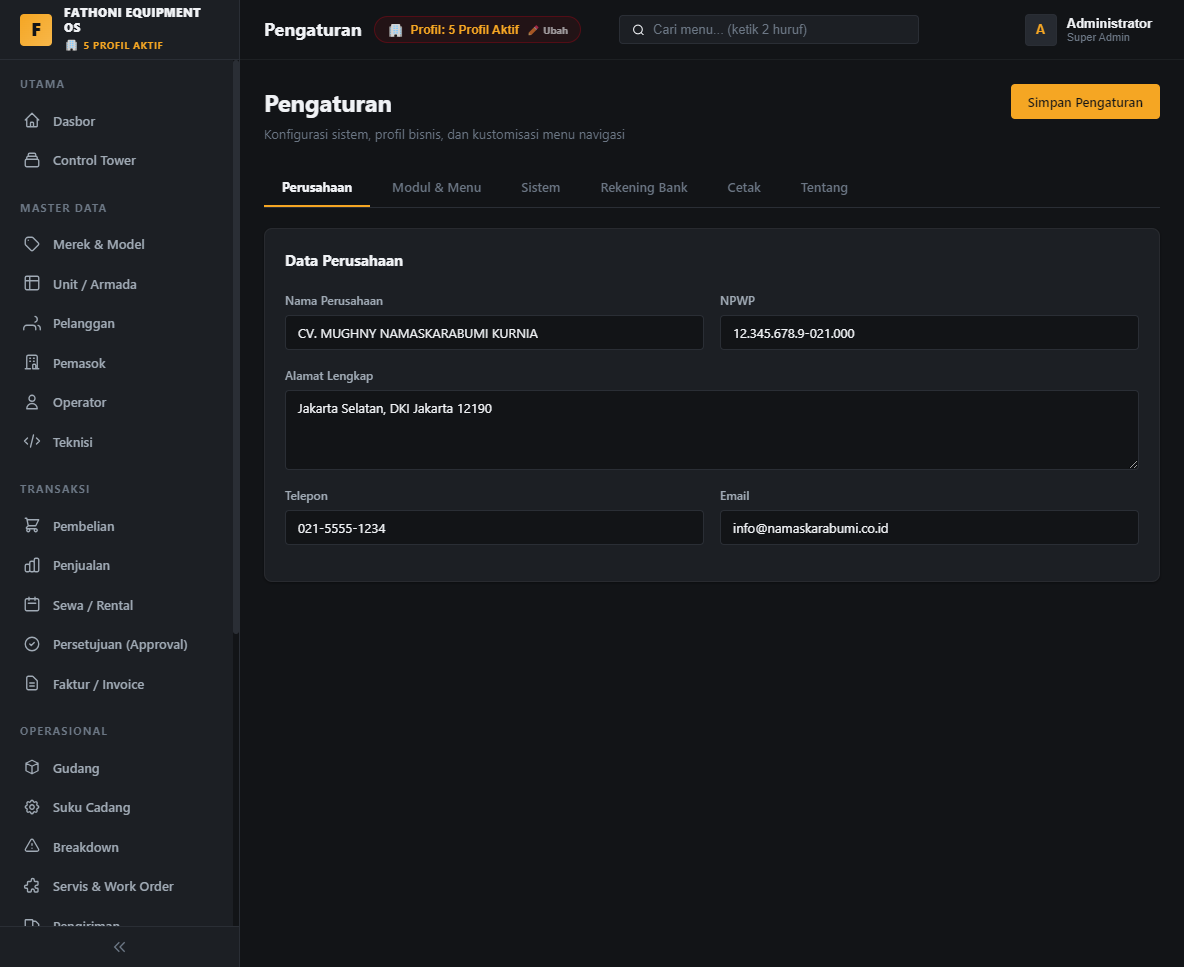 F
FATHONI EQUIPMENT
OS
5 PROFIL AKTIF
UTAMA
Dasbor
Control Tower
MASTER DATA
Merek & Model
Unit / Armada
Pelanggan
Pemasok
Operator
Teknisi
TRANSAKSI
Pembelian
Penjualan
Sewa / Rental
Persetujuan (Approval)
Faktur / Invoice
OPERASIONAL
Gudang
Suku Cadang
Breakdown
Servis & Work Order
Pengiriman
Pengaturan
Profil: 5 Profil Aktif Ubah
Cari menu... (ketik 2 huruf)
A
Administrator
Super Admin
Pengaturan
Konfigurasi sistem, profil bisnis, dan kustomisasi menu navigasi
Simpan Pengaturan
Perusahaan Modul & Menu Sistem Rekening Bank Cetak Tentang
Data Perusahaan
Nama Perusahaan
CV. MUGHNY NAMASKARABUMI KURNIA
NPWP
12.345.678.9-021.000
Alamat Lengkap
Jakarta Selatan, DKI Jakarta 12190
Telepon
021-5555-1234
Email
info@namaskarabumi.co.id